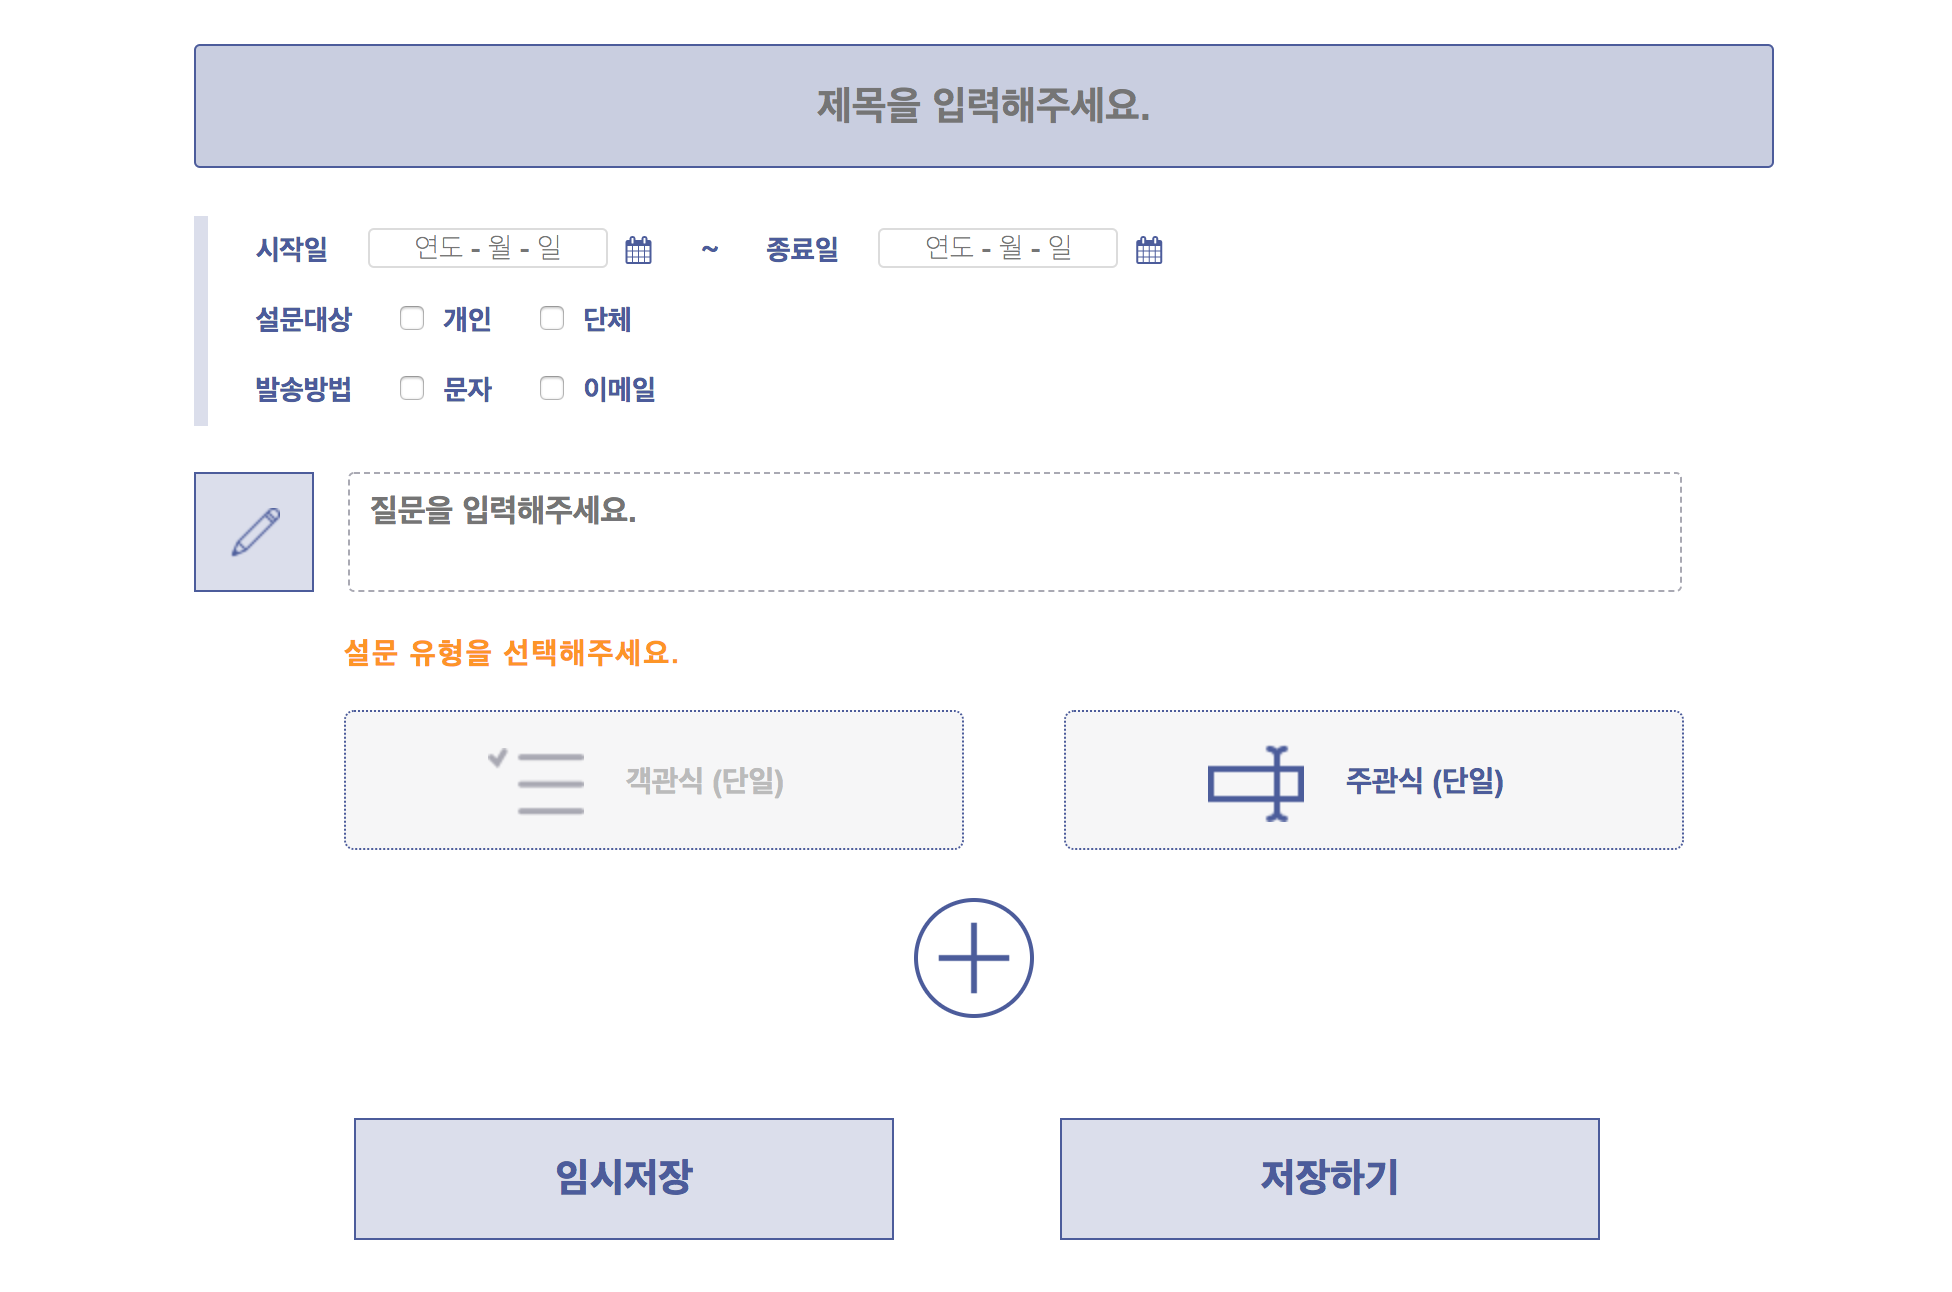 제목을 입력해주세요.
시작일 연도 - 월 - 일 ~ 종료일 연도 - 월 - 일
설문대상 개인 단체
발송방법 문자 이메일
질문을 입력해주세요.
설문 유형을 선택해주세요.
객관식 (단일) 주관식 (단일)
임시저장 저장하기